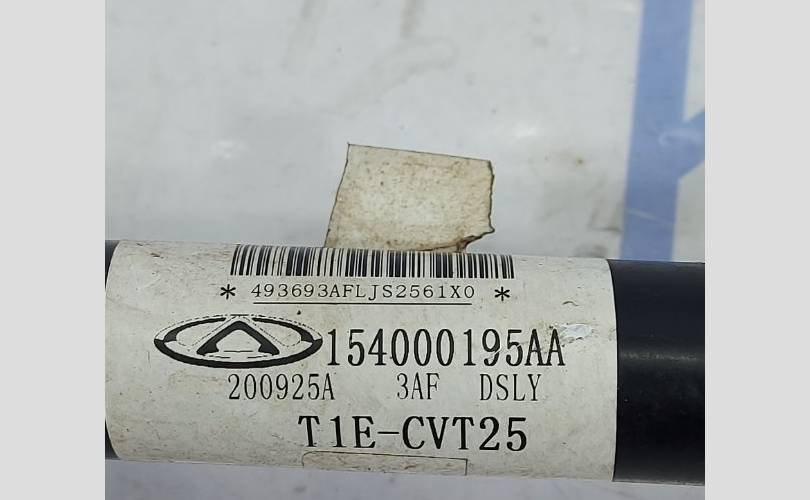 * 493693AFLJS2561X0 *
154000195AA
200925A 3AF DSLY
T1E-CVT25